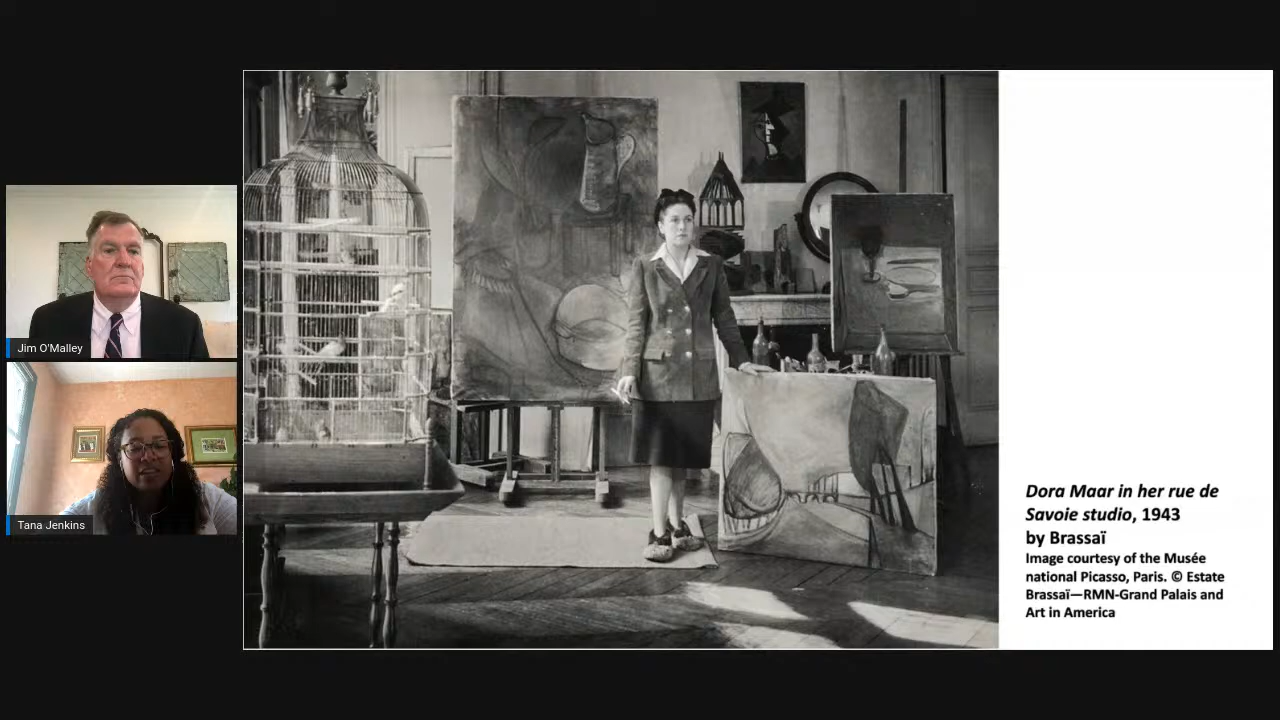 Jim O'Malley
Tana Jenkins
Dora Maar in her rue de
Savoie studio, 1943
by Brassaï
Image courtesy of the Musée
national Picasso, Paris. © Estate
Brassaï—RMN-Grand Palais and
Art in America